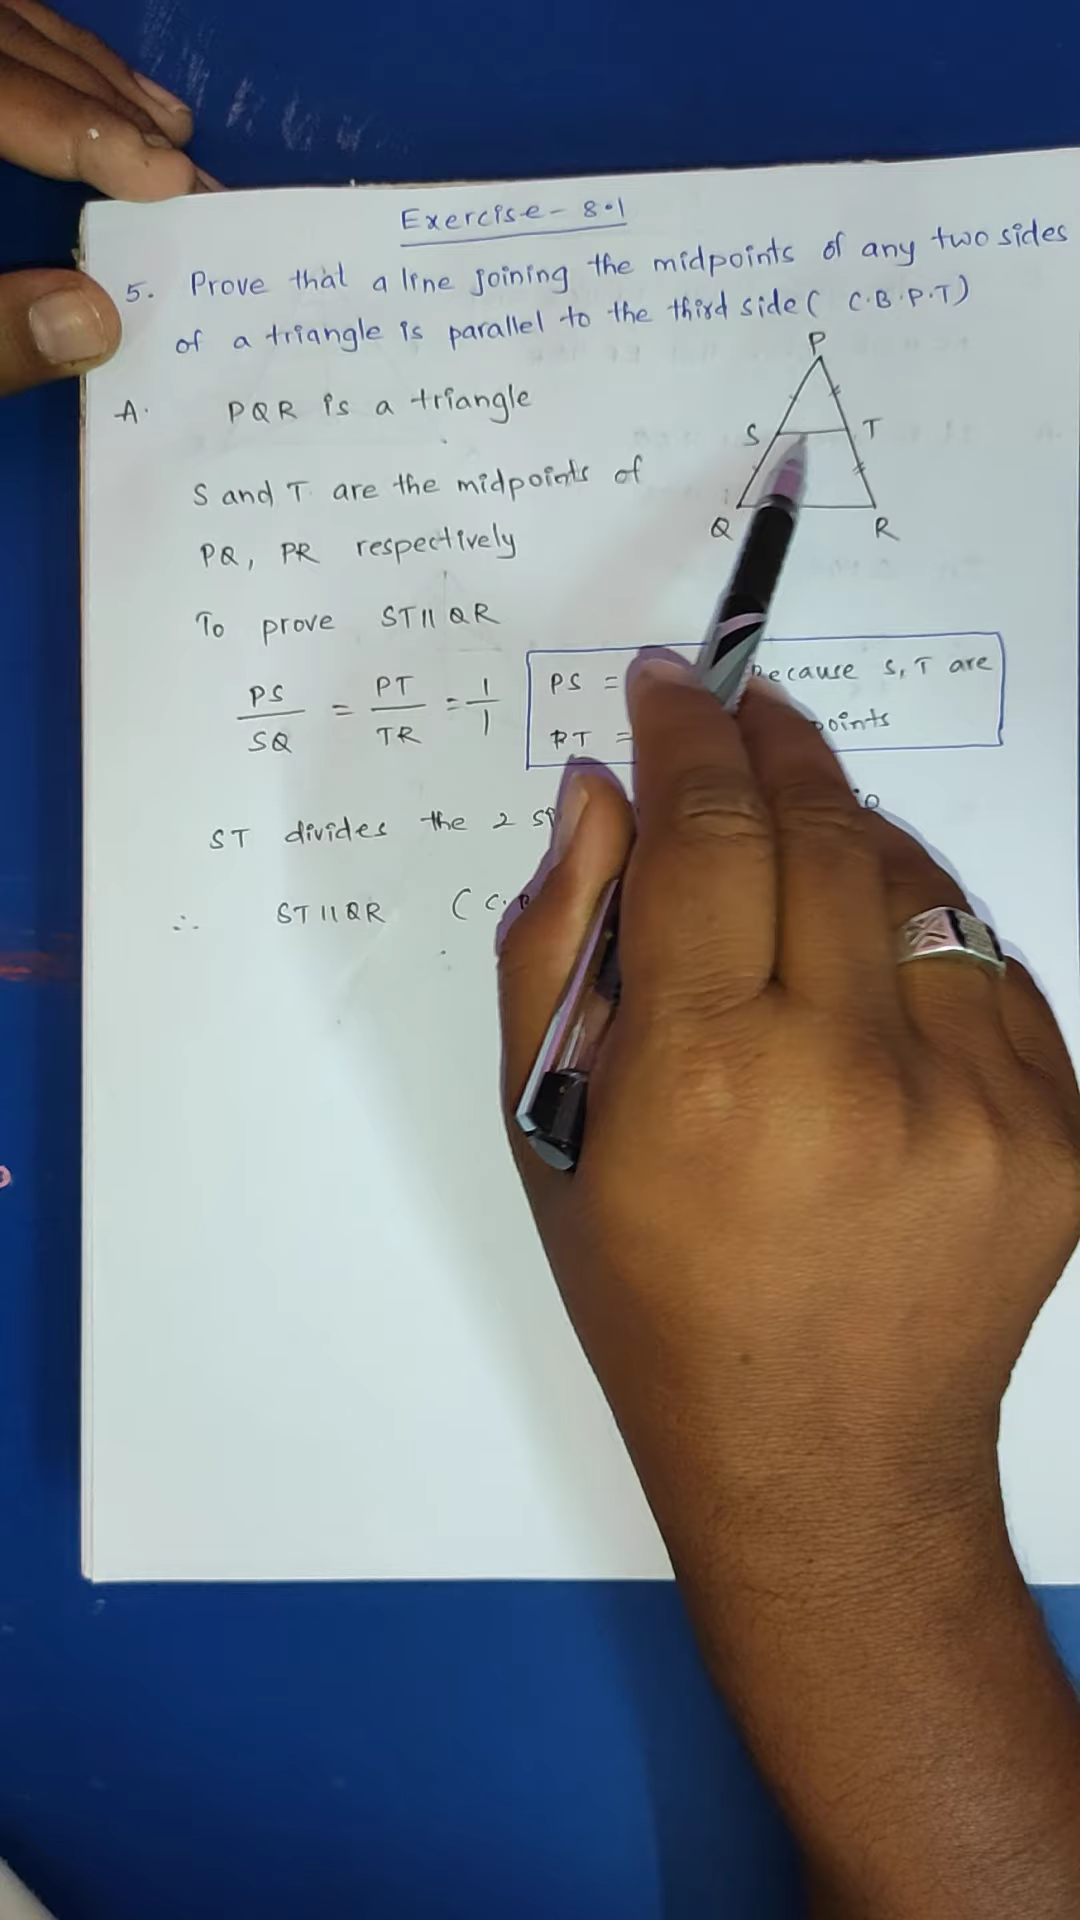 Exercise - 8.1
5. Prove that a line joining the midpoints of any two sides
of a triangle is parallel to the third side ( C.B.P.T)
P
A. PQR is a triangle
S T
S and T are the midpoints of
Q R
PQ, PR respectively
To prove ST || QR
PS/SQ = PT/TR = 1/1
PS = Because S, T are
PT =
ST divides the 2
∴ ST || QR